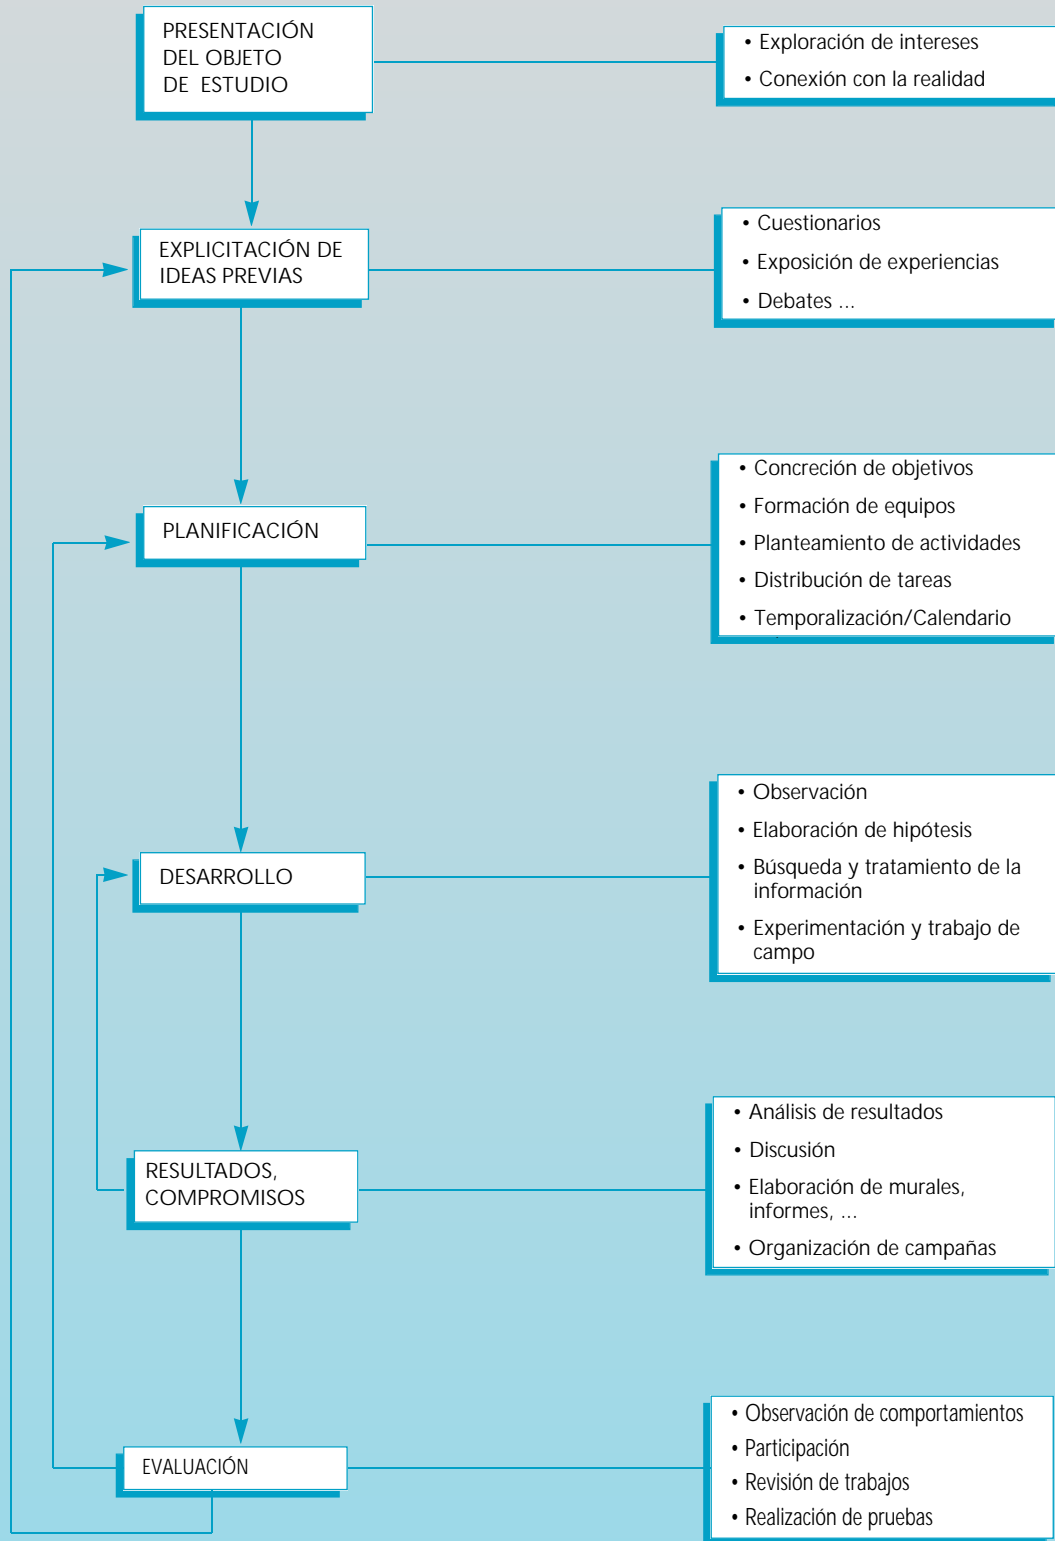 PRESENTACIÓN
DEL OBJETO
DE ESTUDIO
• Exploración de intereses
• Conexión con la realidad
EXPLICITACIÓN DE
IDEAS PREVIAS
• Cuestionarios
• Exposición de experiencias
• Debates ...
PLANIFICACIÓN
• Concreción de objetivos
• Formación de equipos
• Planteamiento de actividades
• Distribución de tareas
• Temporalización/Calendario
DESARROLLO
• Observación
• Elaboración de hipótesis
• Búsqueda y tratamiento de la
información
• Experimentación y trabajo de
campo
RESULTADOS,
COMPROMISOS
• Análisis de resultados
• Discusión
• Elaboración de murales,
informes, ...
• Organización de campañas
EVALUACIÓN
• Observación de comportamientos
• Participación
• Revisión de trabajos
• Realización de pruebas